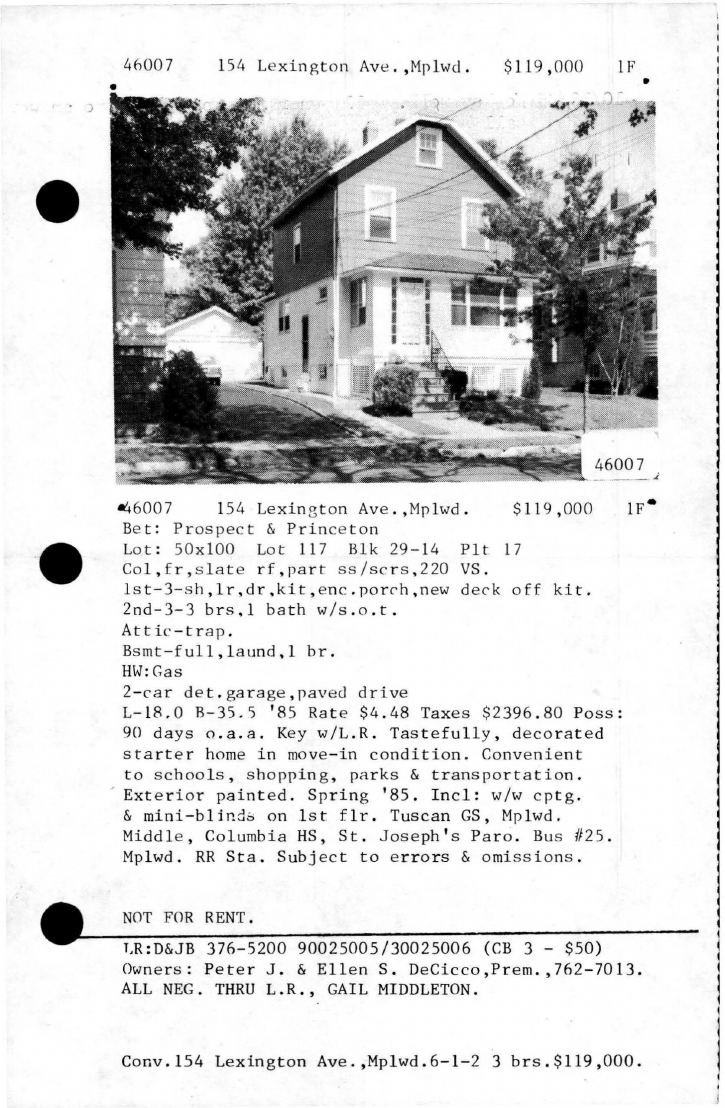 46007 154 Lexington Ave.,Mplwd. $119,000 1F
46007
46007 154 Lexington Ave.,Mplwd. $119,000 1F
Bet: Prospect & Princeton
Lot: 50x100 Lot 117 Blk 29-14 Plt 17
Col,fr,slate rf,part ss/scrs,220 VS.
1st-3-sh,lr,dr,kit,enc.porch,new deck off kit.
2nd-3-3 brs,1 bath w/s.o.t.
Attic-trap.
Bsmt-full,laund,1 br.
HW:Gas
2-car det.garage,paved drive
L-18.0 B-35.5 '85 Rate $4.48 Taxes $2396.80 Poss:
90 days o.a.a. Key w/L.R. Tastefully, decorated
starter home in move-in condition. Convenient
to schools, shopping, parks & transportation.
Exterior painted. Spring '85. Incl: w/w cptg.
& mini-blinds on 1st flr. Tuscan GS, Mplwd.
Middle, Columbia HS, St. Joseph's Paro. Bus #25.
Mplwd. RR Sta. Subject to errors & omissions.
NOT FOR RENT.
LR:D&JB 376-5200 90025005/30025006 (CB 3 - $50)
Owners: Peter J. & Ellen S. DeCicco,Prem.,762-7013.
ALL NEG. THRU L.R., GAIL MIDDLETON.
Conv.154 Lexington Ave.,Mplwd.6-1-2 3 brs.$119,000.